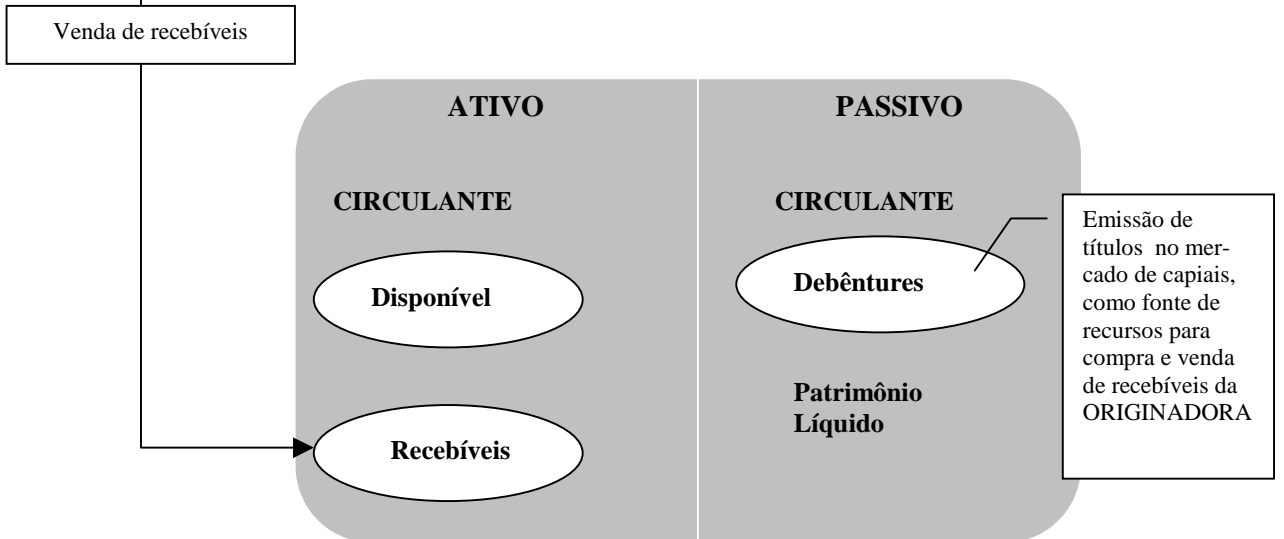 Venda de recebíveis
ATIVO
PASSIVO
CIRCULANTE
CIRCULANTE
Disponível
Debêntures
Emissão de
títulos no mer-
cado de capiais,
como fonte de
recursos para
compra e venda
de recebíveis da
ORIGINADORA
Patrimônio
Líquido
Recebíveis